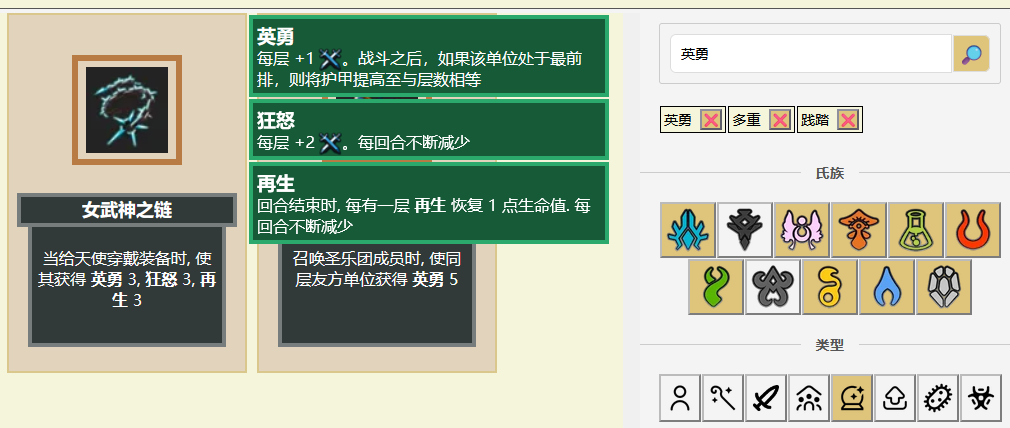 女武神之链
当给天使穿戴装备时, 使
其获得 英勇 3, 狂怒 3, 再
生 3
英勇
每层 +1 。战斗之后，如果该单位处于最前
排，则将护甲提高至与层数相等
狂怒
每层 +2 。每回合不断减少
再生
回合结束时, 每有一层 再生 恢复 1 点生命值. 每
回合不断减少
召唤圣乐团成员时, 使同
层友方单位获得 英勇 5
英勇
英勇 多重 践踏
氏族
类型